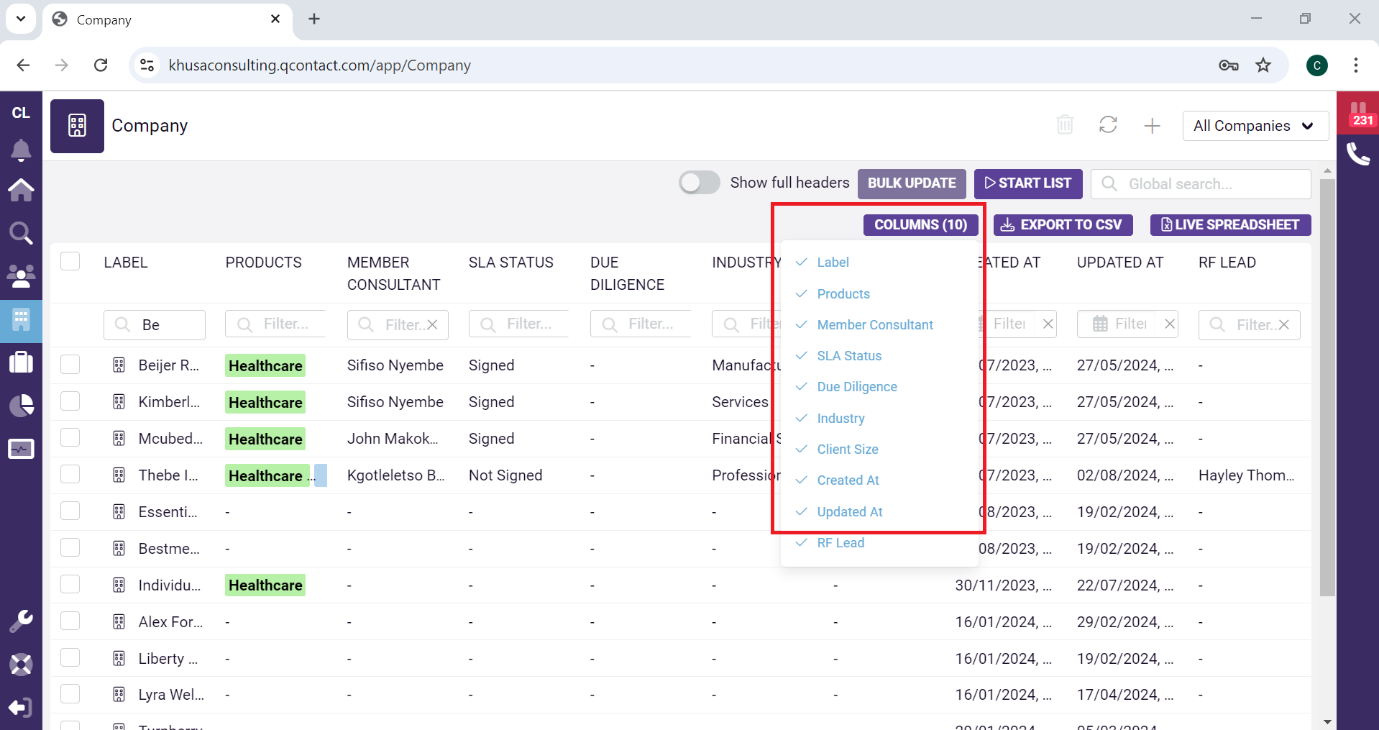 Company
khusaconsulting.qcontact.com/app/Company
C
CL
Company
All Companies
231
Show full headers
BULK UPDATE
START LIST
Global search...
COLUMNS (10)
EXPORT TO CSV
LIVE SPREADSHEET
LABEL PRODUCTS MEMBER CONSULTANT SLA STATUS DUE DILIGENCE INDUSTRY EATED AT UPDATED AT RF LEAD
Be Filter... Filter.. Filter... Filter... Filte Filter Filter Filter..
Label
Products
Member Consultant
SLA Status
Due Diligence
Industry
Client Size
Created At
Updated At
RF Lead
Beijer R... Healthcare Sifiso Nyembe Signed - Manufactu 07/2023, ... 27/05/2024, ... -
Kimberl... Healthcare Sifiso Nyembe Signed - Services 07/2023, ... 27/05/2024, ... -
Mcubed... Healthcare John Makok... Signed - Financial S 07/2023, ... 27/05/2024, ... -
Thebe I... Healthcare ... Kgotleletso B... Not Signed - Profession 07/2023, ... 02/08/2024, ... Hayley Thom...
Essenti... - - - - - 08/2023, ... 19/02/2024, ... -
Bestme... - - - - - 08/2023, ... 19/02/2024, ... -
Individu... Healthcare - - - - - 30/11/2023, ... 22/07/2024, ... -
Alex For... - - - - - - 16/01/2024, ... 29/02/2024, ... -
Liberty ... - - - - - - 16/01/2024, ... 19/02/2024, ... -
Lyra Wel... - - - - - - 16/01/2024, ... 17/04/2024, ... -